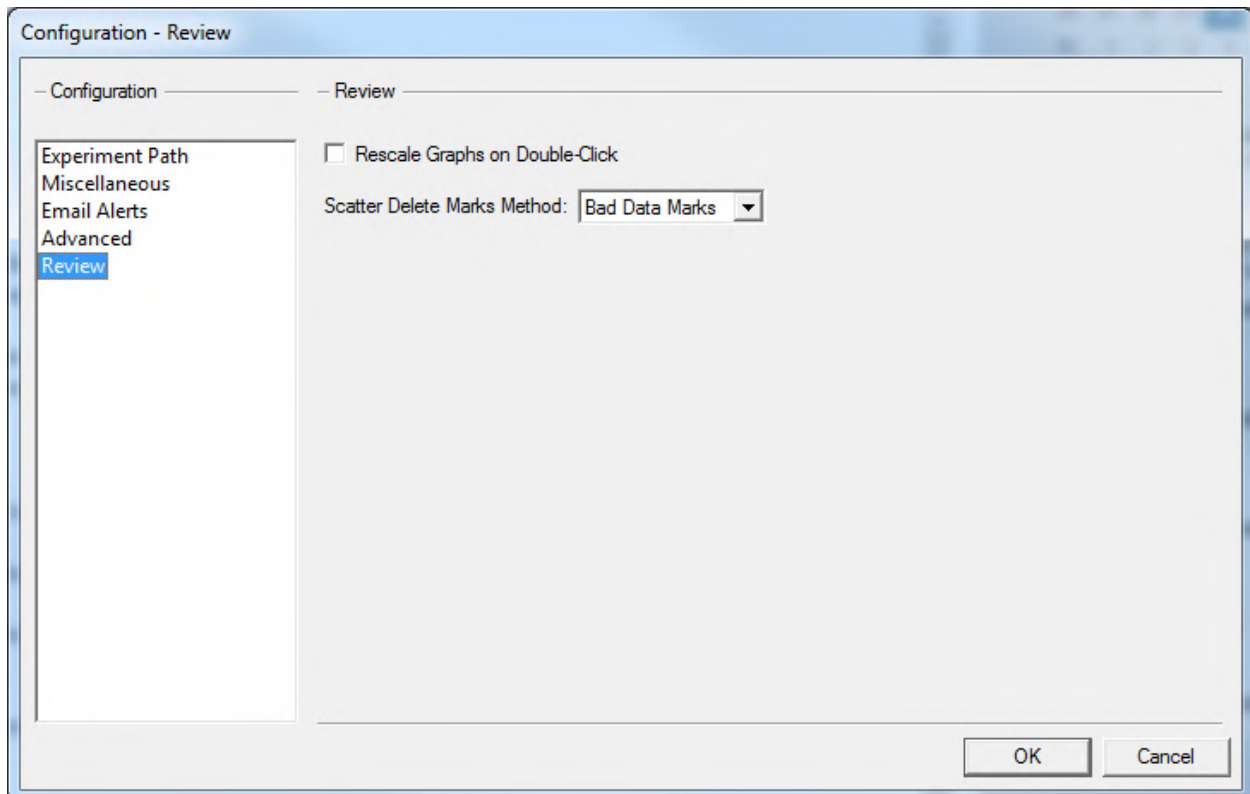 Configuration - Review
Configuration
Experiment Path
Miscellaneous
Email Alerts
Advanced
Review
Review
Rescale Graphs on Double-Click
Scatter Delete Marks Method: Bad Data Marks
OK Cancel